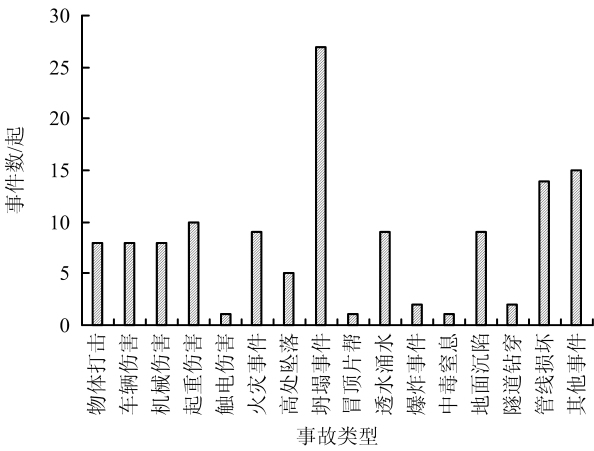 30
25
20
15
10
5
0
事件数/起
物体打击
车辆伤害
机械伤害
起重伤害
触电伤害
火灾事件
高处坠落
坍塌事件
冒顶片帮
透水涌水
爆炸事件
中毒窒息
地面沉陷
隧道钻穿
管线损坏
其他事件
事故类型